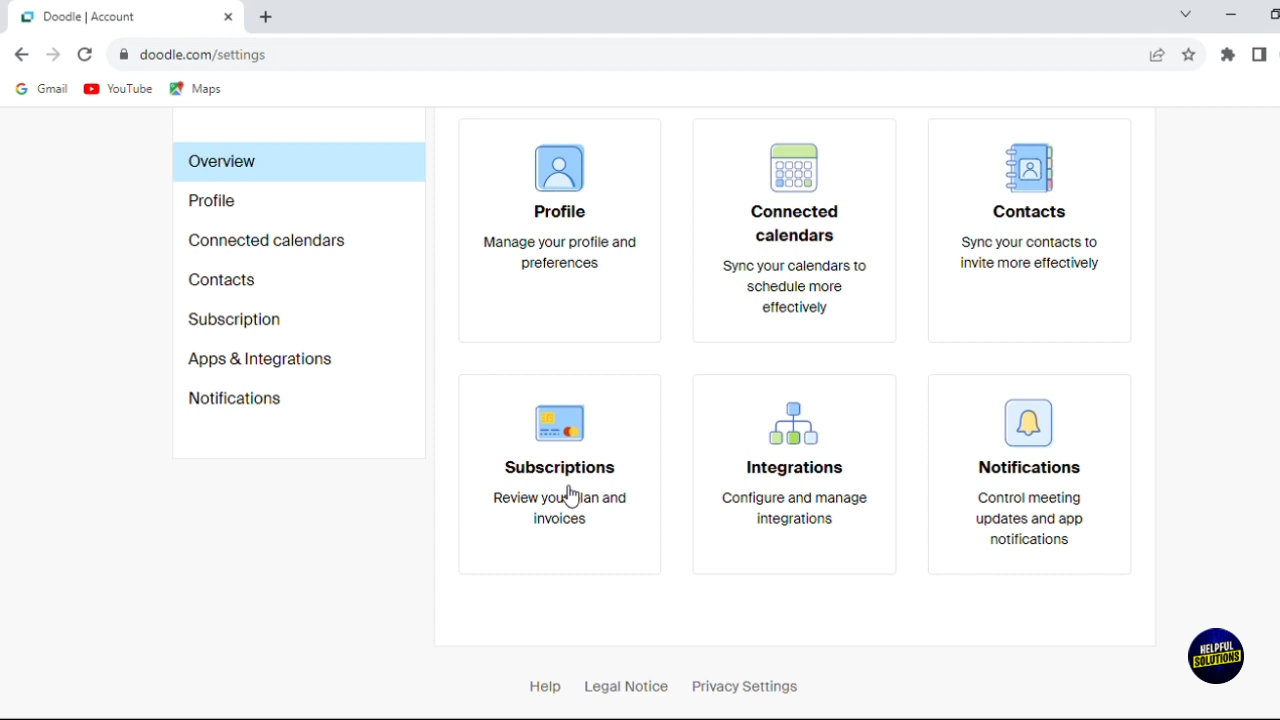 Doodle | Account
doodle.com/settings
Gmail YouTube Maps
Overview
Profile
Connected calendars
Contacts
Subscription
Apps & Integrations
Notifications
Profile
Manage your profile and
preferences
Connected
calendars
Sync your calendars to
schedule more
effectively
Contacts
Sync your contacts to
invite more effectively
Subscriptions
Review your plan and
invoices
Integrations
Configure and manage
integrations
Notifications
Control meeting
updates and app
notifications
HELPFUL
SOLUTIONS
Help Legal Notice Privacy Settings